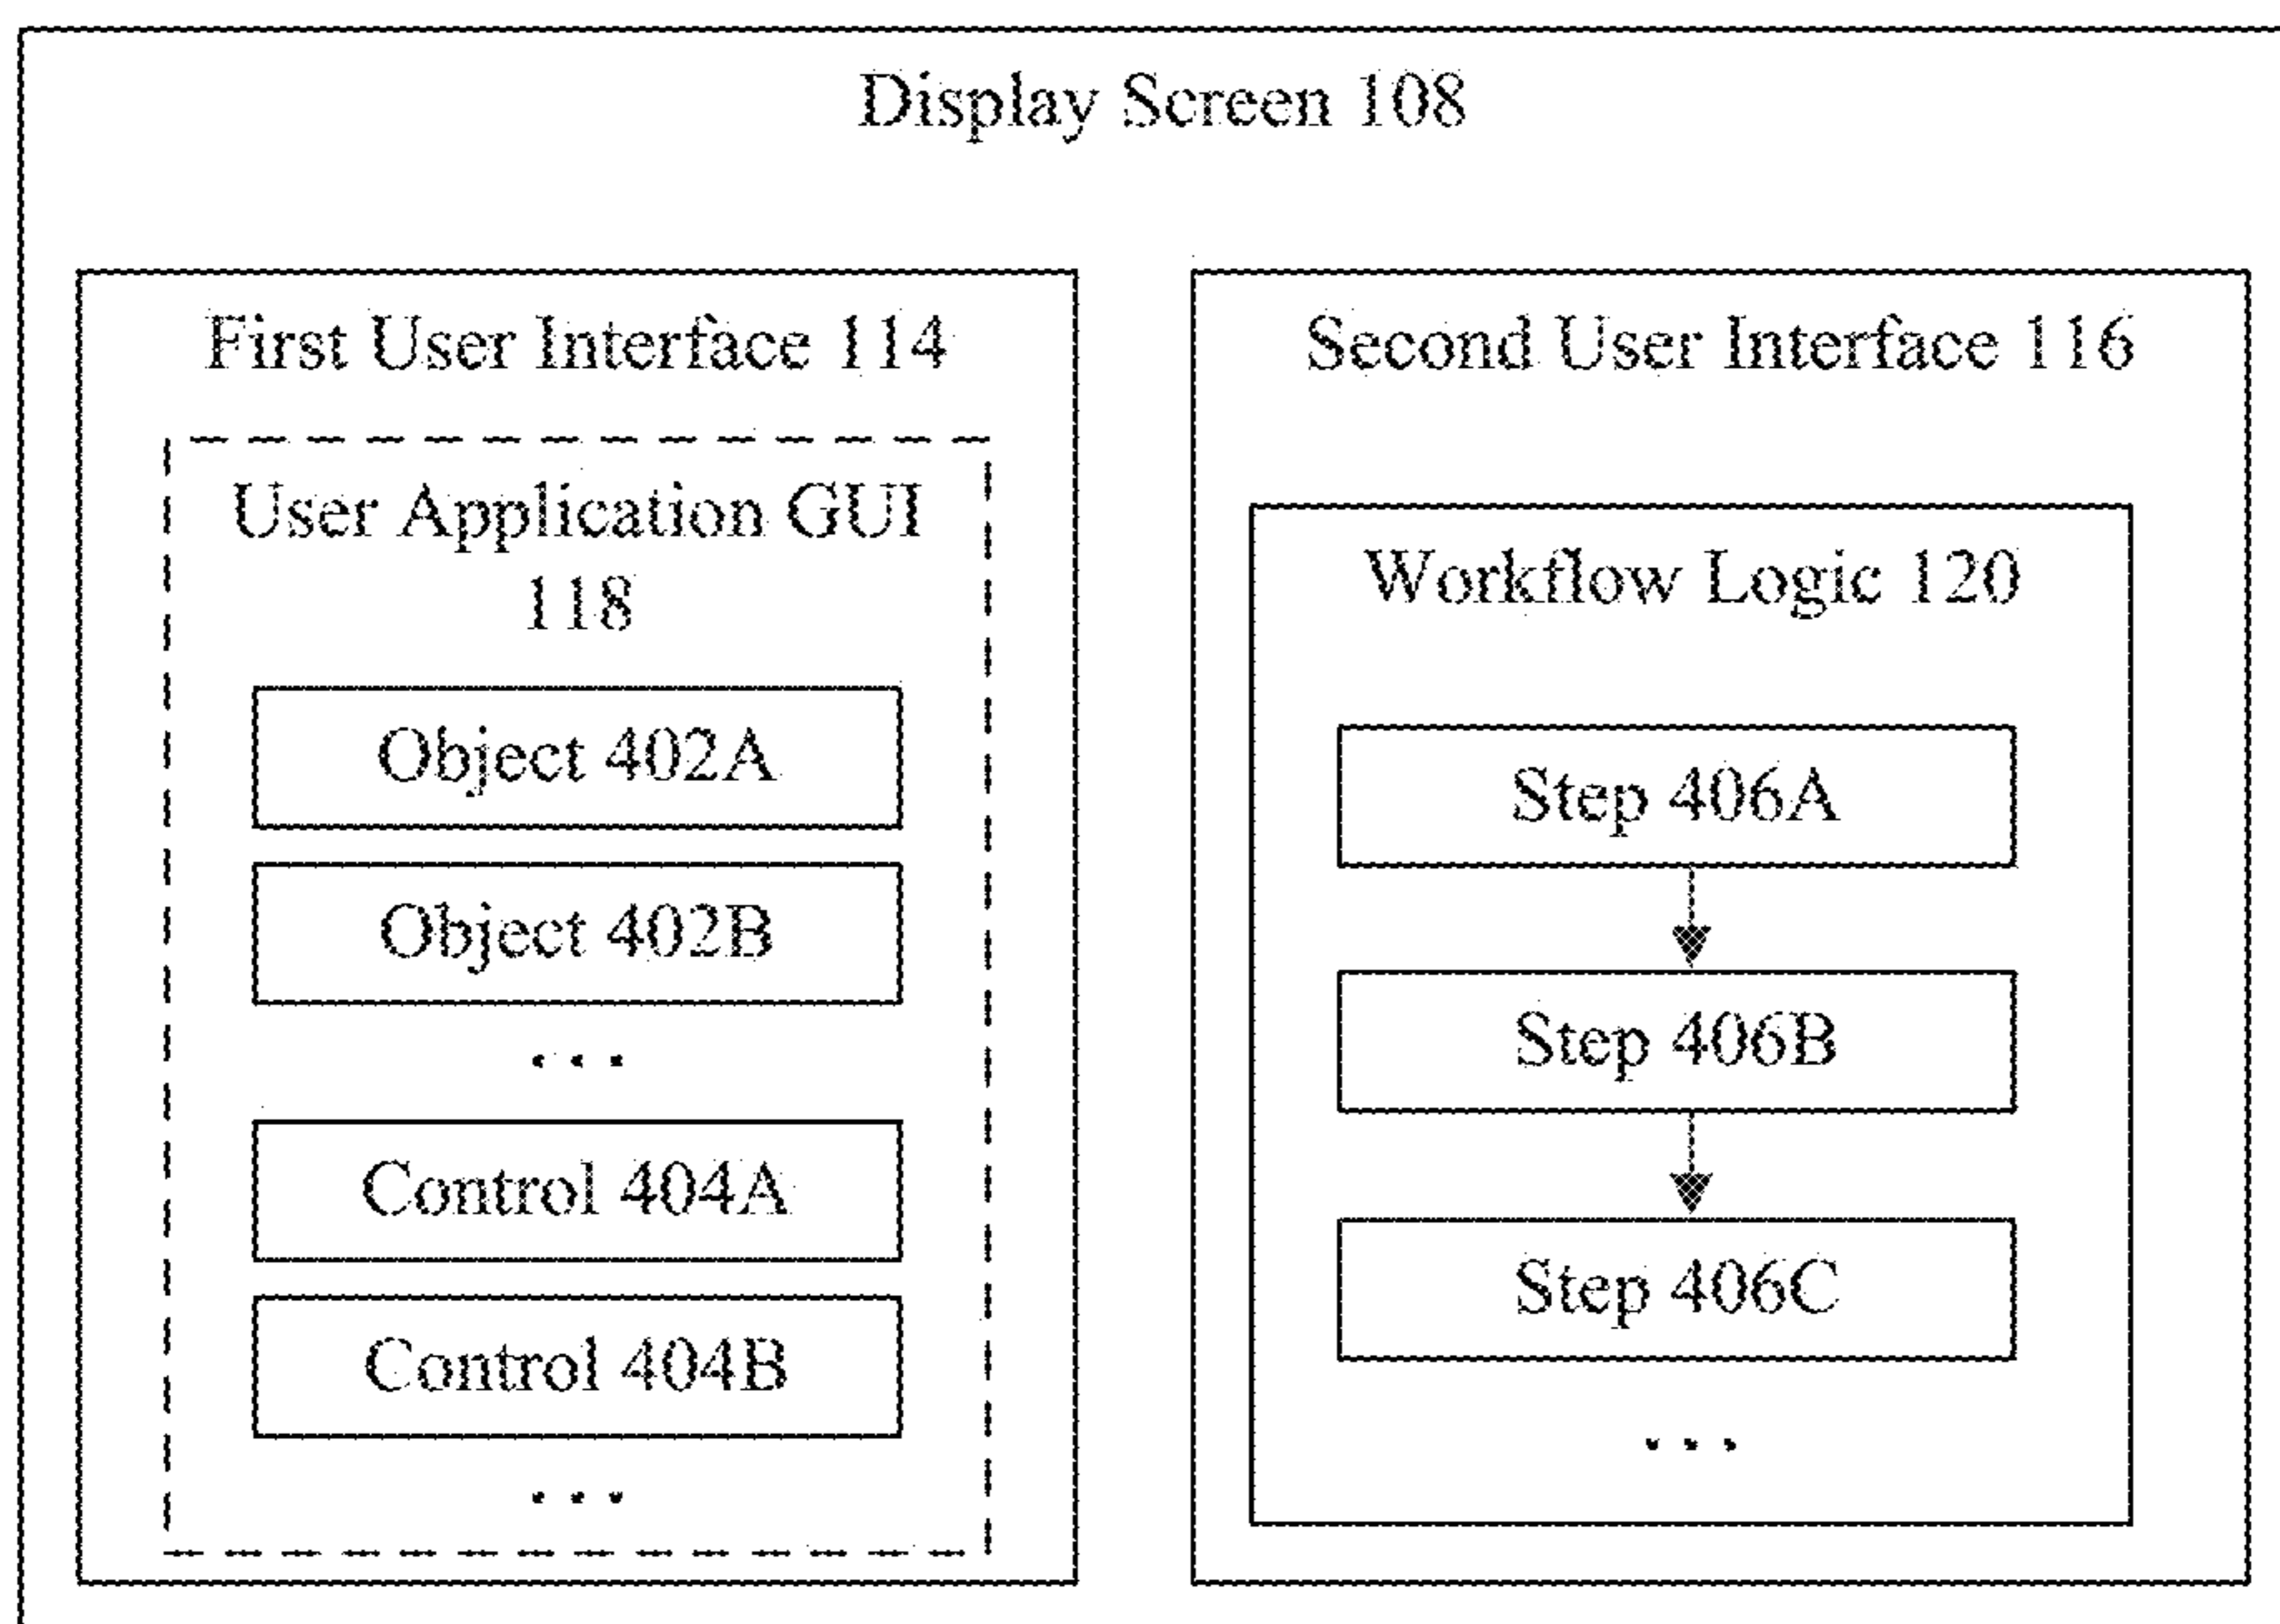 Display Screen 108
First User Interface 114
User Application GUI
118
Object 402A
Object 402B
...
Control 404A
Control 404B
...
Second User Interface 116
Workflow Logic 120
Step 406A
Step 406B
Step 406C
...